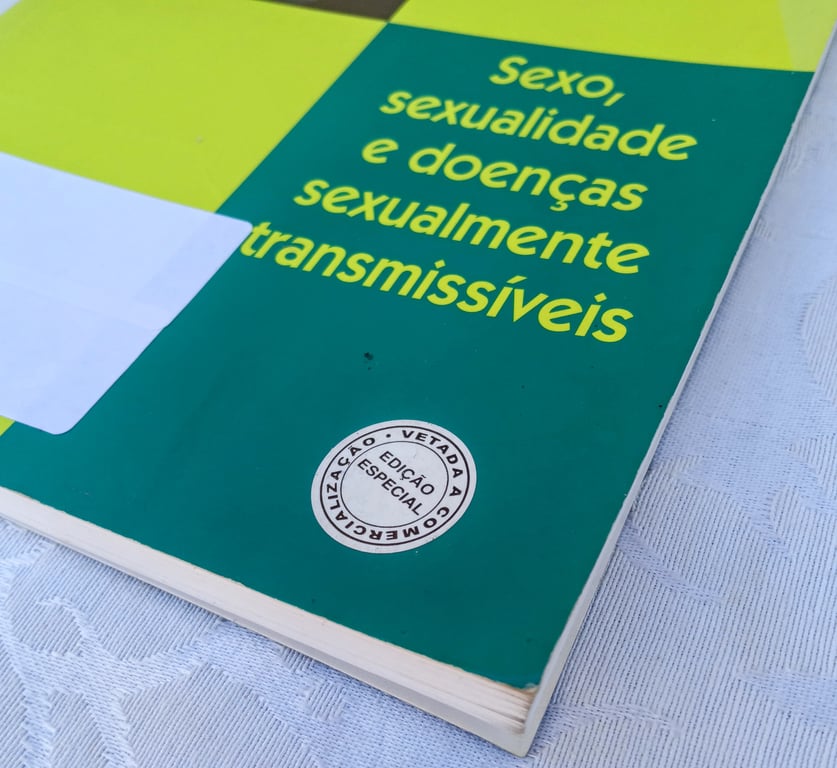 Sexo,
sexualidade
e doenças
sexualmente
transmissíveis
• VETADA A COMERCIALIZAÇÃO
EDIÇÃO
ESPECIAL